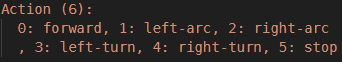 Action (6):
0: forward, 1: left-arc, 2: right-arc
, 3: left-turn, 4: right-turn, 5: stop